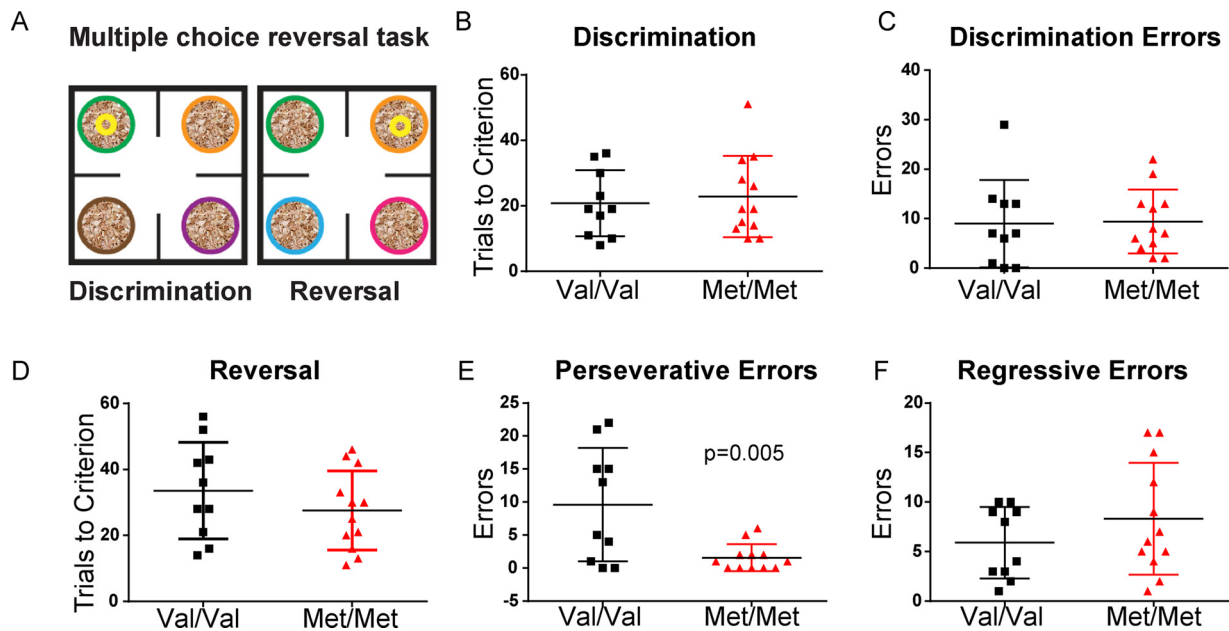 A
Multiple choice reversal task
Discrimination
Reversal
B
Discrimination
Trials to Criterion
60
40
20
0
Val/Val
Met/Met
C
Discrimination Errors
Errors
40
30
20
10
0
Val/Val
Met/Met
D
Reversal
Trials to Criterion
60
40
20
0
Val/Val
Met/Met
E
Perseverative Errors
Errors
25
20
15
10
5
0
-5
p=0.005
Val/Val
Met/Met
F
Regressive Errors
Errors
20
15
10
5
0
Val/Val
Met/Met